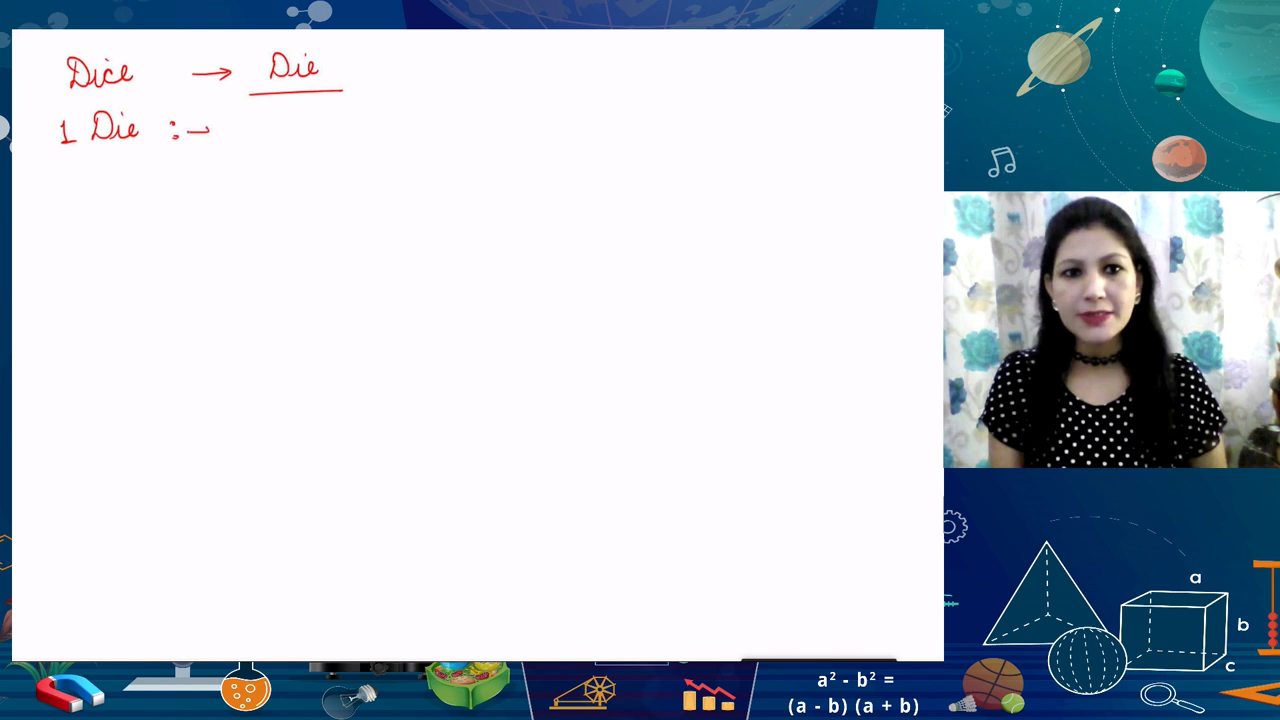 Dice → Die
1 Die :→
a
b
c
a² - b² =
(a - b) (a + b)